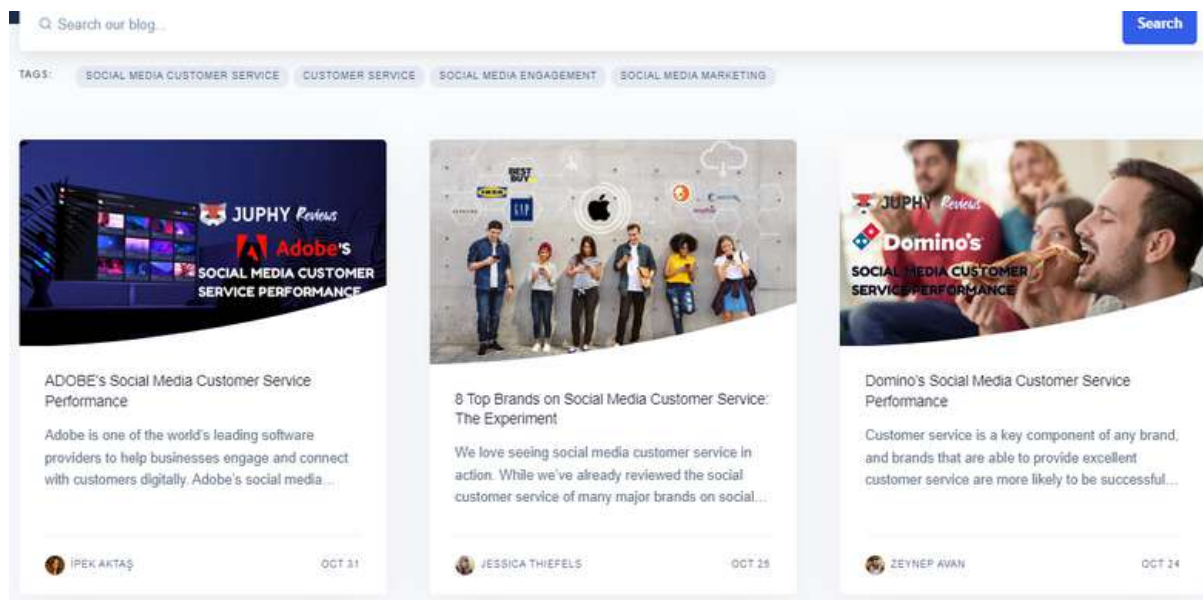 Search our blog...
Search
TAGS:
SOCIAL MEDIA CUSTOMER SERVICE
CUSTOMER SERVICE
SOCIAL MEDIA ENGAGEMENT
SOCIAL MEDIA MARKETING
JUPHY Reviews
Adobe's
SOCIAL MEDIA CUSTOMER
SERVICE PERFORMANCE
ADOBE's Social Media Customer Service
Performance
Adobe is one of the world's leading software
providers to help businesses engage and connect
with customers digitally. Adobe's social media...
İPEK AKTAŞ
OCT 31
BEST
BUY
IKEA
GAP
8 Top Brands on Social Media Customer Service:
The Experiment
We love seeing social media customer service in
action. While we've already reviewed the social
customer service of many major brands on social...
JESSICA THIEFELS
OCT 25
JUPHY Reviews
Domino's
SOCIAL MEDIA CUSTOMER
SERVICE PERFORMANCE
Domino's Social Media Customer Service
Performance
Customer service is a key component of any brand,
and brands that are able to provide excellent
customer service are more likely to be successful...
ZEYNEP AVAN
OCT 24